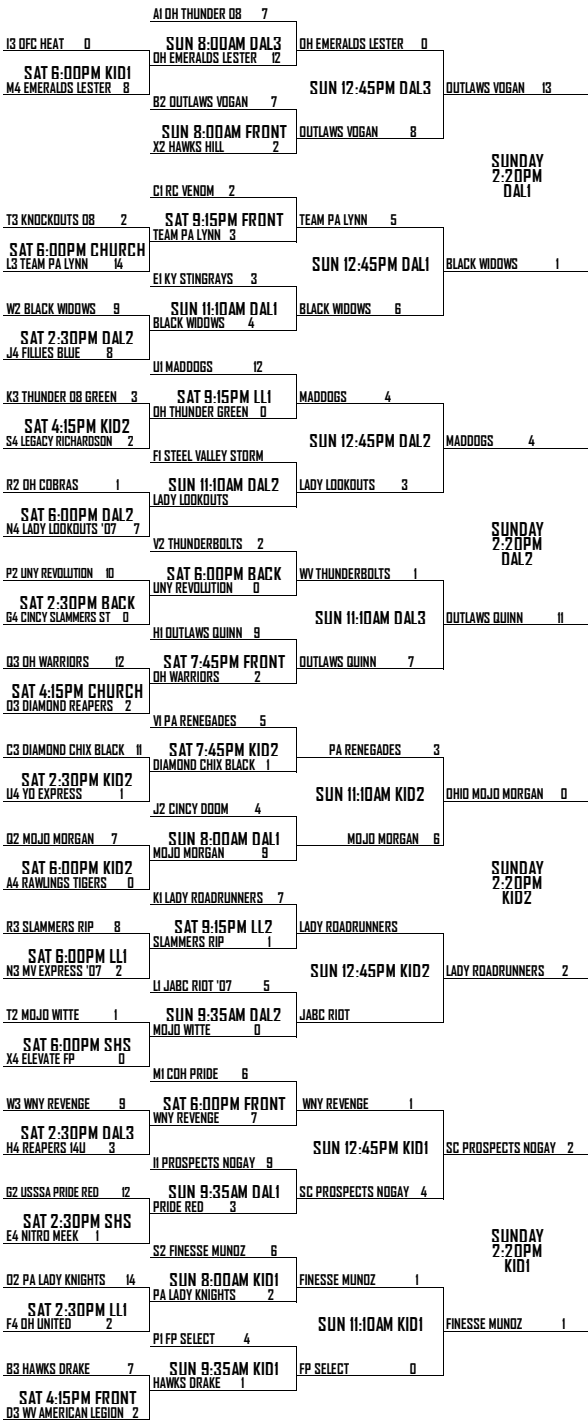 A1 OH THUNDER 08 7
I3 OFC HEAT 0
SUN 8:00AM DAL3
OH EMERALDS LESTER 0
OH EMERALDS LESTER 12
SAT 6:00PM KID1
M4 EMERALDS LESTER 8
SUN 12:45PM DAL3
OUTLAWS VOGAN 13
B2 OUTLAWS VOGAN 7
SUN 8:00AM FRONT
OUTLAWS VOGAN 8
X2 HAWKS HILL 2
SUNDAY
2:20PM
DAL1
C1 RC VENOM 2
T3 KNOCKOUTS 08 2
SAT 9:15PM FRONT
TEAM PA LYNN 5
TEAM PA LYNN 3
SAT 6:00PM CHURCH
L3 TEAM PA LYNN 14
SUN 12:45PM DAL1
BLACK WIDOWS 1
E1 KY STINGRAYS 3
W2 BLACK WIDOWS 9
SUN 11:10AM DAL1
BLACK WIDOWS 6
BLACK WIDOWS 4
SAT 2:30PM DAL2
J4 FILLIES BLUE 8
U1 MADDOGS 12
K3 THUNDER 08 GREEN 3
SAT 9:15PM LL1
MADDOGS 4
OH THUNDER GREEN 0
SAT 4:15PM KID2
S4 LEGACY RICHARDSON 2
SUN 12:45PM DAL2
MADDOGS 4
F1 STEEL VALLEY STORM
R2 OH COBRAS 1
SUN 11:10AM DAL2
LADY LOOKOUTS 3
LADY LOOKOUTS
SAT 6:00PM DAL2
N4 LADY LOOKOUTS '07 7
SUNDAY
2:20PM
DAL2
V2 THUNDERBOLTS 2
P2 UNY REVOLUTION 10
SAT 6:00PM BACK
WV THUNDERBOLTS 1
UNY REVOLUTION 0
SAT 2:30PM BACK
G4 CINCY SLAMMERS ST 0
SUN 11:10AM DAL3
OUTLAWS QUINN 11
H1 OUTLAWS QUINN 9
Q3 OH WARRIORS 12
SAT 7:45PM FRONT
OUTLAWS QUINN 7
OH WARRIORS 2
SAT 4:15PM CHURCH
O3 DIAMOND REAPERS 2
V1 PA RENEGADES 5
C3 DIAMOND CHIX BLACK 11
SAT 7:45PM KID2
PA RENEGADES 3
DIAMOND CHIX BLACK 1
SAT 2:30PM KID2
U4 YO EXPRESS 1
SUN 11:10AM KID2
OHIO MOJO MORGAN 0
J2 CINCY DOOM 4
Q2 MOJO MORGAN 7
SUN 8:00AM DAL1
MOJO MORGAN 6
MOJO MORGAN 9
SAT 6:00PM KID2
A4 RAWLINGS TIGERS 0
SUNDAY
2:20PM
KID2
K1 LADY ROADRUNNERS 7
R3 SLAMMERS RIP 8
SAT 9:15PM LL2
LADY ROADRUNNERS
SLAMMERS RIP 1
SAT 6:00PM LL1
N3 MV EXPRESS '07 2
SUN 12:45PM KID2
LADY ROADRUNNERS 2
L1 JABC RIOT '07 5
T2 MOJO WITTE 1
SUN 9:35AM DAL2
JABC RIOT
MOJO WITTE 0
SAT 6:00PM SHS
X4 ELEVATE FP 0
M1 COH PRIDE 6
W3 WNY REVENGE 9
SAT 6:00PM FRONT
WNY REVENGE 1
WNY REVENGE 7
SAT 2:30PM DAL3
H4 REAPERS 14U 3
SUN 12:45PM KID1
SC PROSPECTS NOGAY 2
I1 PROSPECTS NOGAY 9
G2 USSSA PRIDE RED 12
SUN 9:35AM DAL1
SC PROSPECTS NOGAY 4
PRIDE RED 3
SAT 2:30PM SHS
E4 NITRO MEEK 1
SUNDAY
2:20PM
KID1
S2 FINESSE MUNOZ 6
O2 PA LADY KNIGHTS 14
SUN 8:00AM KID1
FINESSE MUNOZ 1
PA LADY KNIGHTS 2
SAT 2:30PM LL1
F4 OH UNITED 2
SUN 11:10AM KID1
FINESSE MUNOZ 1
P1 FP SELECT 4
B3 HAWKS DRAKE 7
SUN 9:35AM KID1
FP SELECT 0
HAWKS DRAKE 1
SAT 4:15PM FRONT
D3 WV AMERICAN LEGION 2